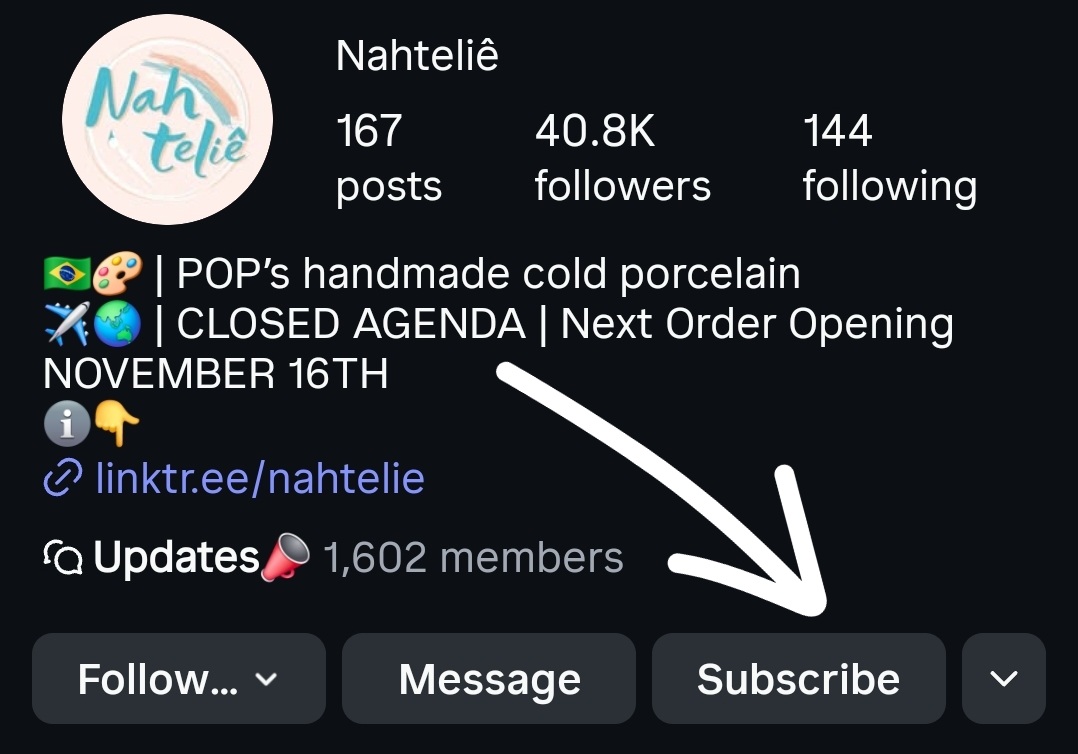 Nah
teliê
Nahteliê
167 40.8K 144
posts followers following
🇧🇷🎨 | POP’s handmade cold porcelain
✈️🌏 | CLOSED AGENDA | Next Order Opening
NOVEMBER 16TH
ℹ️👇
linktr.ee/nahtelie
Updates📣 1,602 members
Follow... Message Subscribe